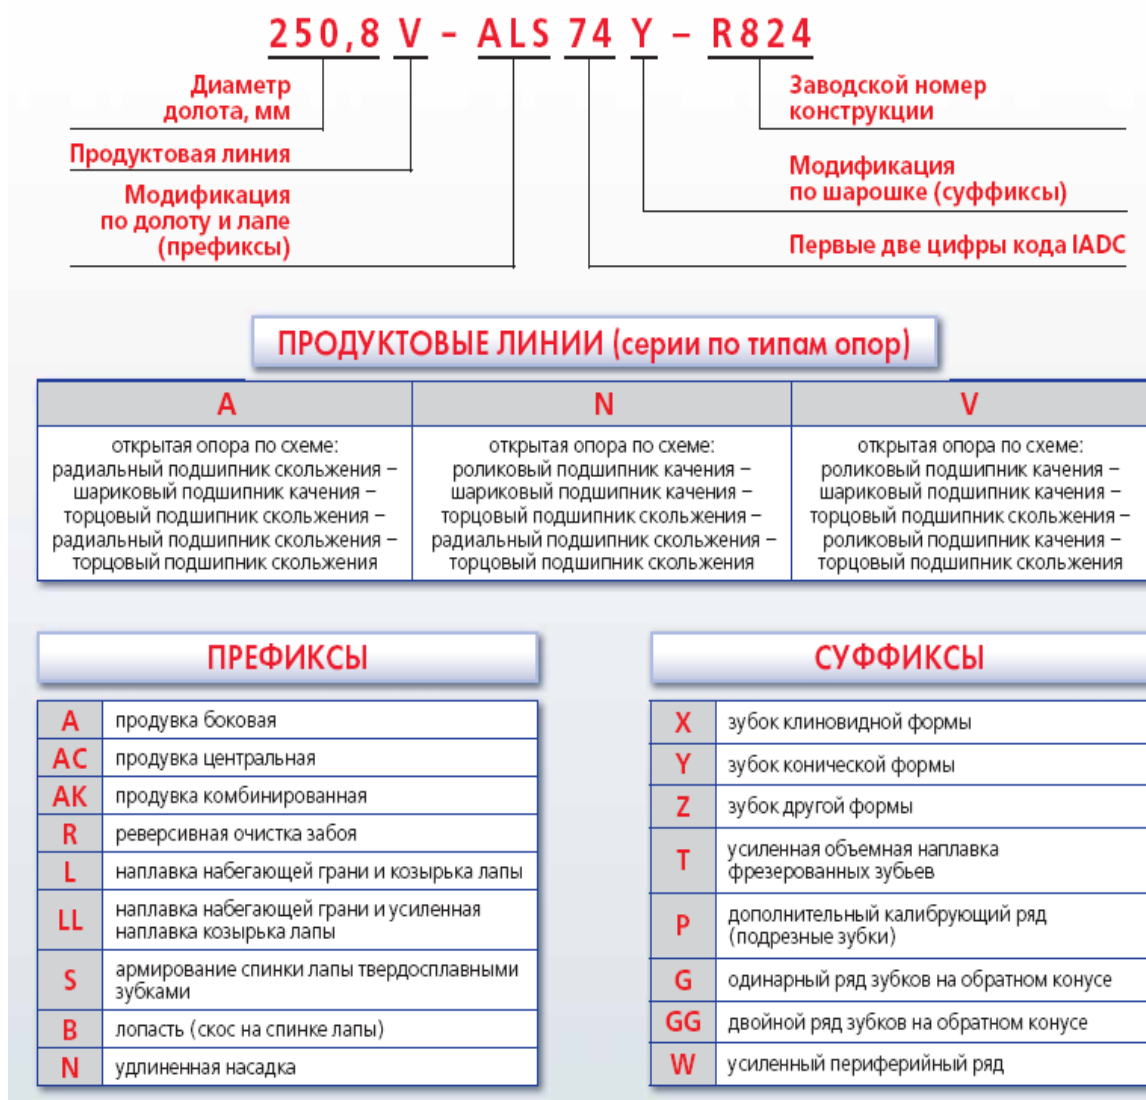 250,8 V – ALS 74 Y – R824
Диаметр
долота, мм
Продуктовая линия
Модификация
по долоту и лапе
(префиксы)
Заводской номер
конструкции
Модификация
по шарошке (суффиксы)
Первые две цифры кода IADC
ПРОДУКТОВЫЕ ЛИНИИ (серии по типам опор)
A
открытая опора по схеме:
радиальный подшипник скольжения –
шариковый подшипник качения –
торцовый подшипник скольжения –
радиальный подшипник скольжения –
торцовый подшипник скольжения
N
открытая опора по схеме:
роликовый подшипник качения –
шариковый подшипник качения –
торцовый подшипник скольжения –
радиальный подшипник скольжения –
торцовый подшипник скольжения
V
открытая опора по схеме:
роликовый подшипник качения –
шариковый подшипник качения –
торцовый подшипник скольжения –
роликовый подшипник качения –
торцовый подшипник скольжения
ПРЕФИКСЫ
A продувка боковая
AC продувка центральная
AK продувка комбинированная
R реверсивная очистка забоя
L наплавка набегающей грани и козырька лапы
LL наплавка набегающей грани и усиленная
наплавка козырька лапы
S армирование спинки лапы твердосплавными
зубками
B лопасть (скос на спинке лапы)
N удлиненная насадка
СУФФИКСЫ
X зубок клиновидной формы
Y зубок конической формы
Z зубок другой формы
T усиленная объемная наплавка
фрезерованных зубьев
P дополнительный калибрующий ряд
(подрезные зубки)
G одинарный ряд зубков на обратном конусе
GG двойной ряд зубков на обратном конусе
W усиленный периферийный ряд